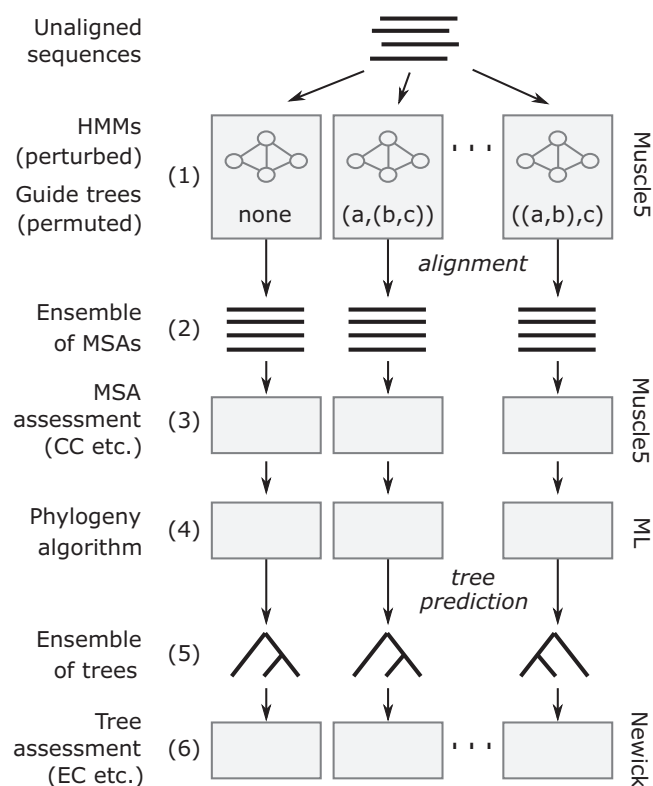 Unaligned
sequences
HMMs
(perturbed)
(1)
Guide trees
(permuted)
none
(a,(b,c))
. . .
((a,b),c)
Muscle5
alignment
Ensemble
of MSAs
(2)
MSA
assessment
(CC etc.)
(3)
Muscle5
Phylogeny
algorithm
(4)
ML
tree
prediction
Ensemble
of trees
(5)
Tree
assessment
(EC etc.)
(6)
. . .
Newick